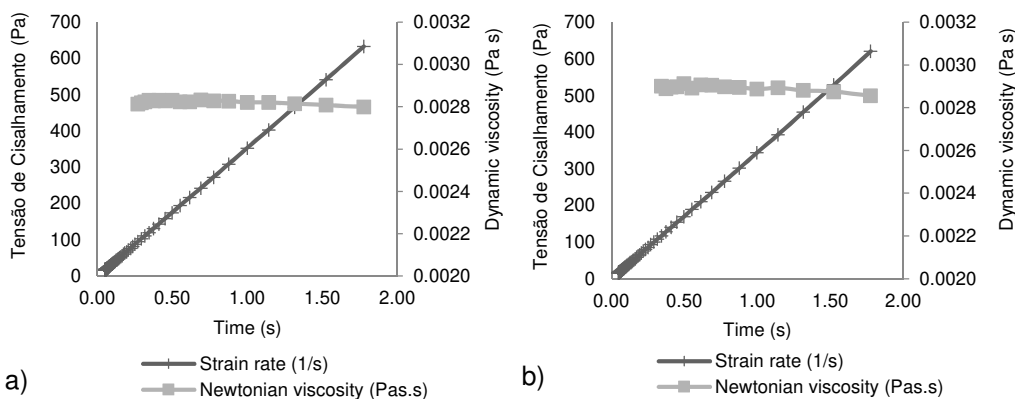 Tensão de Cisalhamento (Pa)
700
600
500
400
300
200
100
0
0.0032
0.0030
0.0028
0.0026
0.0024
0.0022
0.0020
Dynamic viscosity (Pa s)
0.00 0.50 1.00 1.50 2.00
Time (s)
Strain rate (1/s)
Newtonian viscosity (Pas.s)
a)
Tensão de Cisalhamento (Pa)
700
600
500
400
300
200
100
0
0.0032
0.0030
0.0028
0.0026
0.0024
0.0022
0.0020
Dynamic viscosity (Pa s)
0.00 0.50 1.00 1.50 2.00
Time (s)
Strain rate (1/s)
Newtonian viscosity (Pas.s)
b)